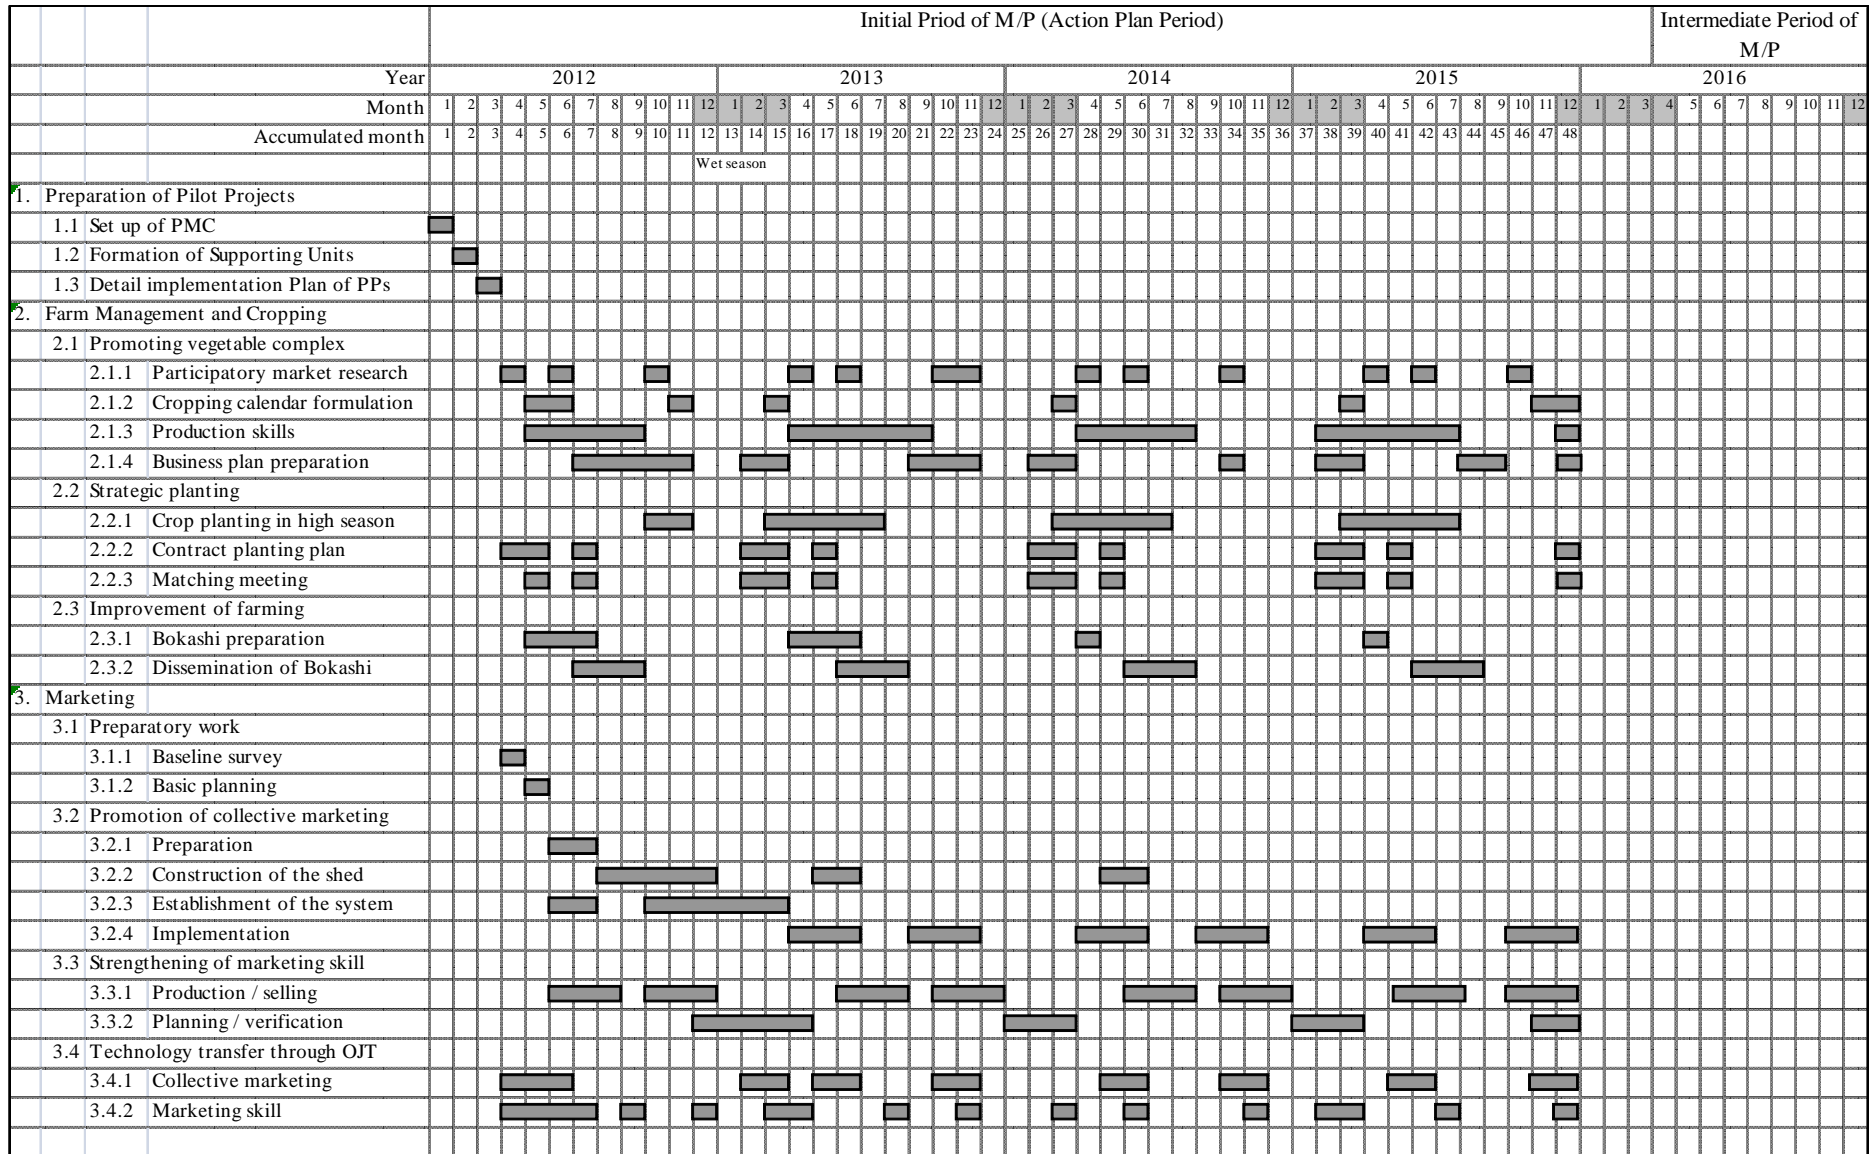 Initial Priod of M/P (Action Plan Period) Intermediate Period of
M/P
Year 2012 2013 2014 2015 2016
Month 1 2 3 4 5 6 7 8 9 10 11 12 1 2 3 4 5 6 7 8 9 10 11 12 1 2 3 4 5 6 7 8 9 10 11 12 1 2 3 4 5 6 7 8 9 10 11 12 1 2 3 4 5 6 7 8 9 10 11 12
Accumulated month 1 2 3 4 5 6 7 8 9 10 11 12 13 14 15 16 17 18 19 20 21 22 23 24 25 26 27 28 29 30 31 32 33 34 35 36 37 38 39 40 41 42 43 44 45 46 47 48
Wet season
1. Preparation of Pilot Projects
1.1 Set up of PMC
1.2 Formation of Supporting Units
1.3 Detail implementation Plan of PPs
2. Farm Management and Cropping
2.1 Promoting vegetable complex
2.1.1 Participatory market research
2.1.2 Cropping calendar formulation
2.1.3 Production skills
2.1.4 Business plan preparation
2.2 Strategic planting
2.2.1 Crop planting in high season
2.2.2 Contract planting plan
2.2.3 Matching meeting
2.3 Improvement of farming
2.3.1 Bokashi preparation
2.3.2 Dissemination of Bokashi
3. Marketing
3.1 Preparatory work
3.1.1 Baseline survey
3.1.2 Basic planning
3.2 Promotion of collective marketing
3.2.1 Preparation
3.2.2 Construction of the shed
3.2.3 Establishment of the system
3.2.4 Implementation
3.3 Strengthening of marketing skill
3.3.1 Production / selling
3.3.2 Planning / verification
3.4 Technology transfer through OJT
3.4.1 Collective marketing
3.4.2 Marketing skill